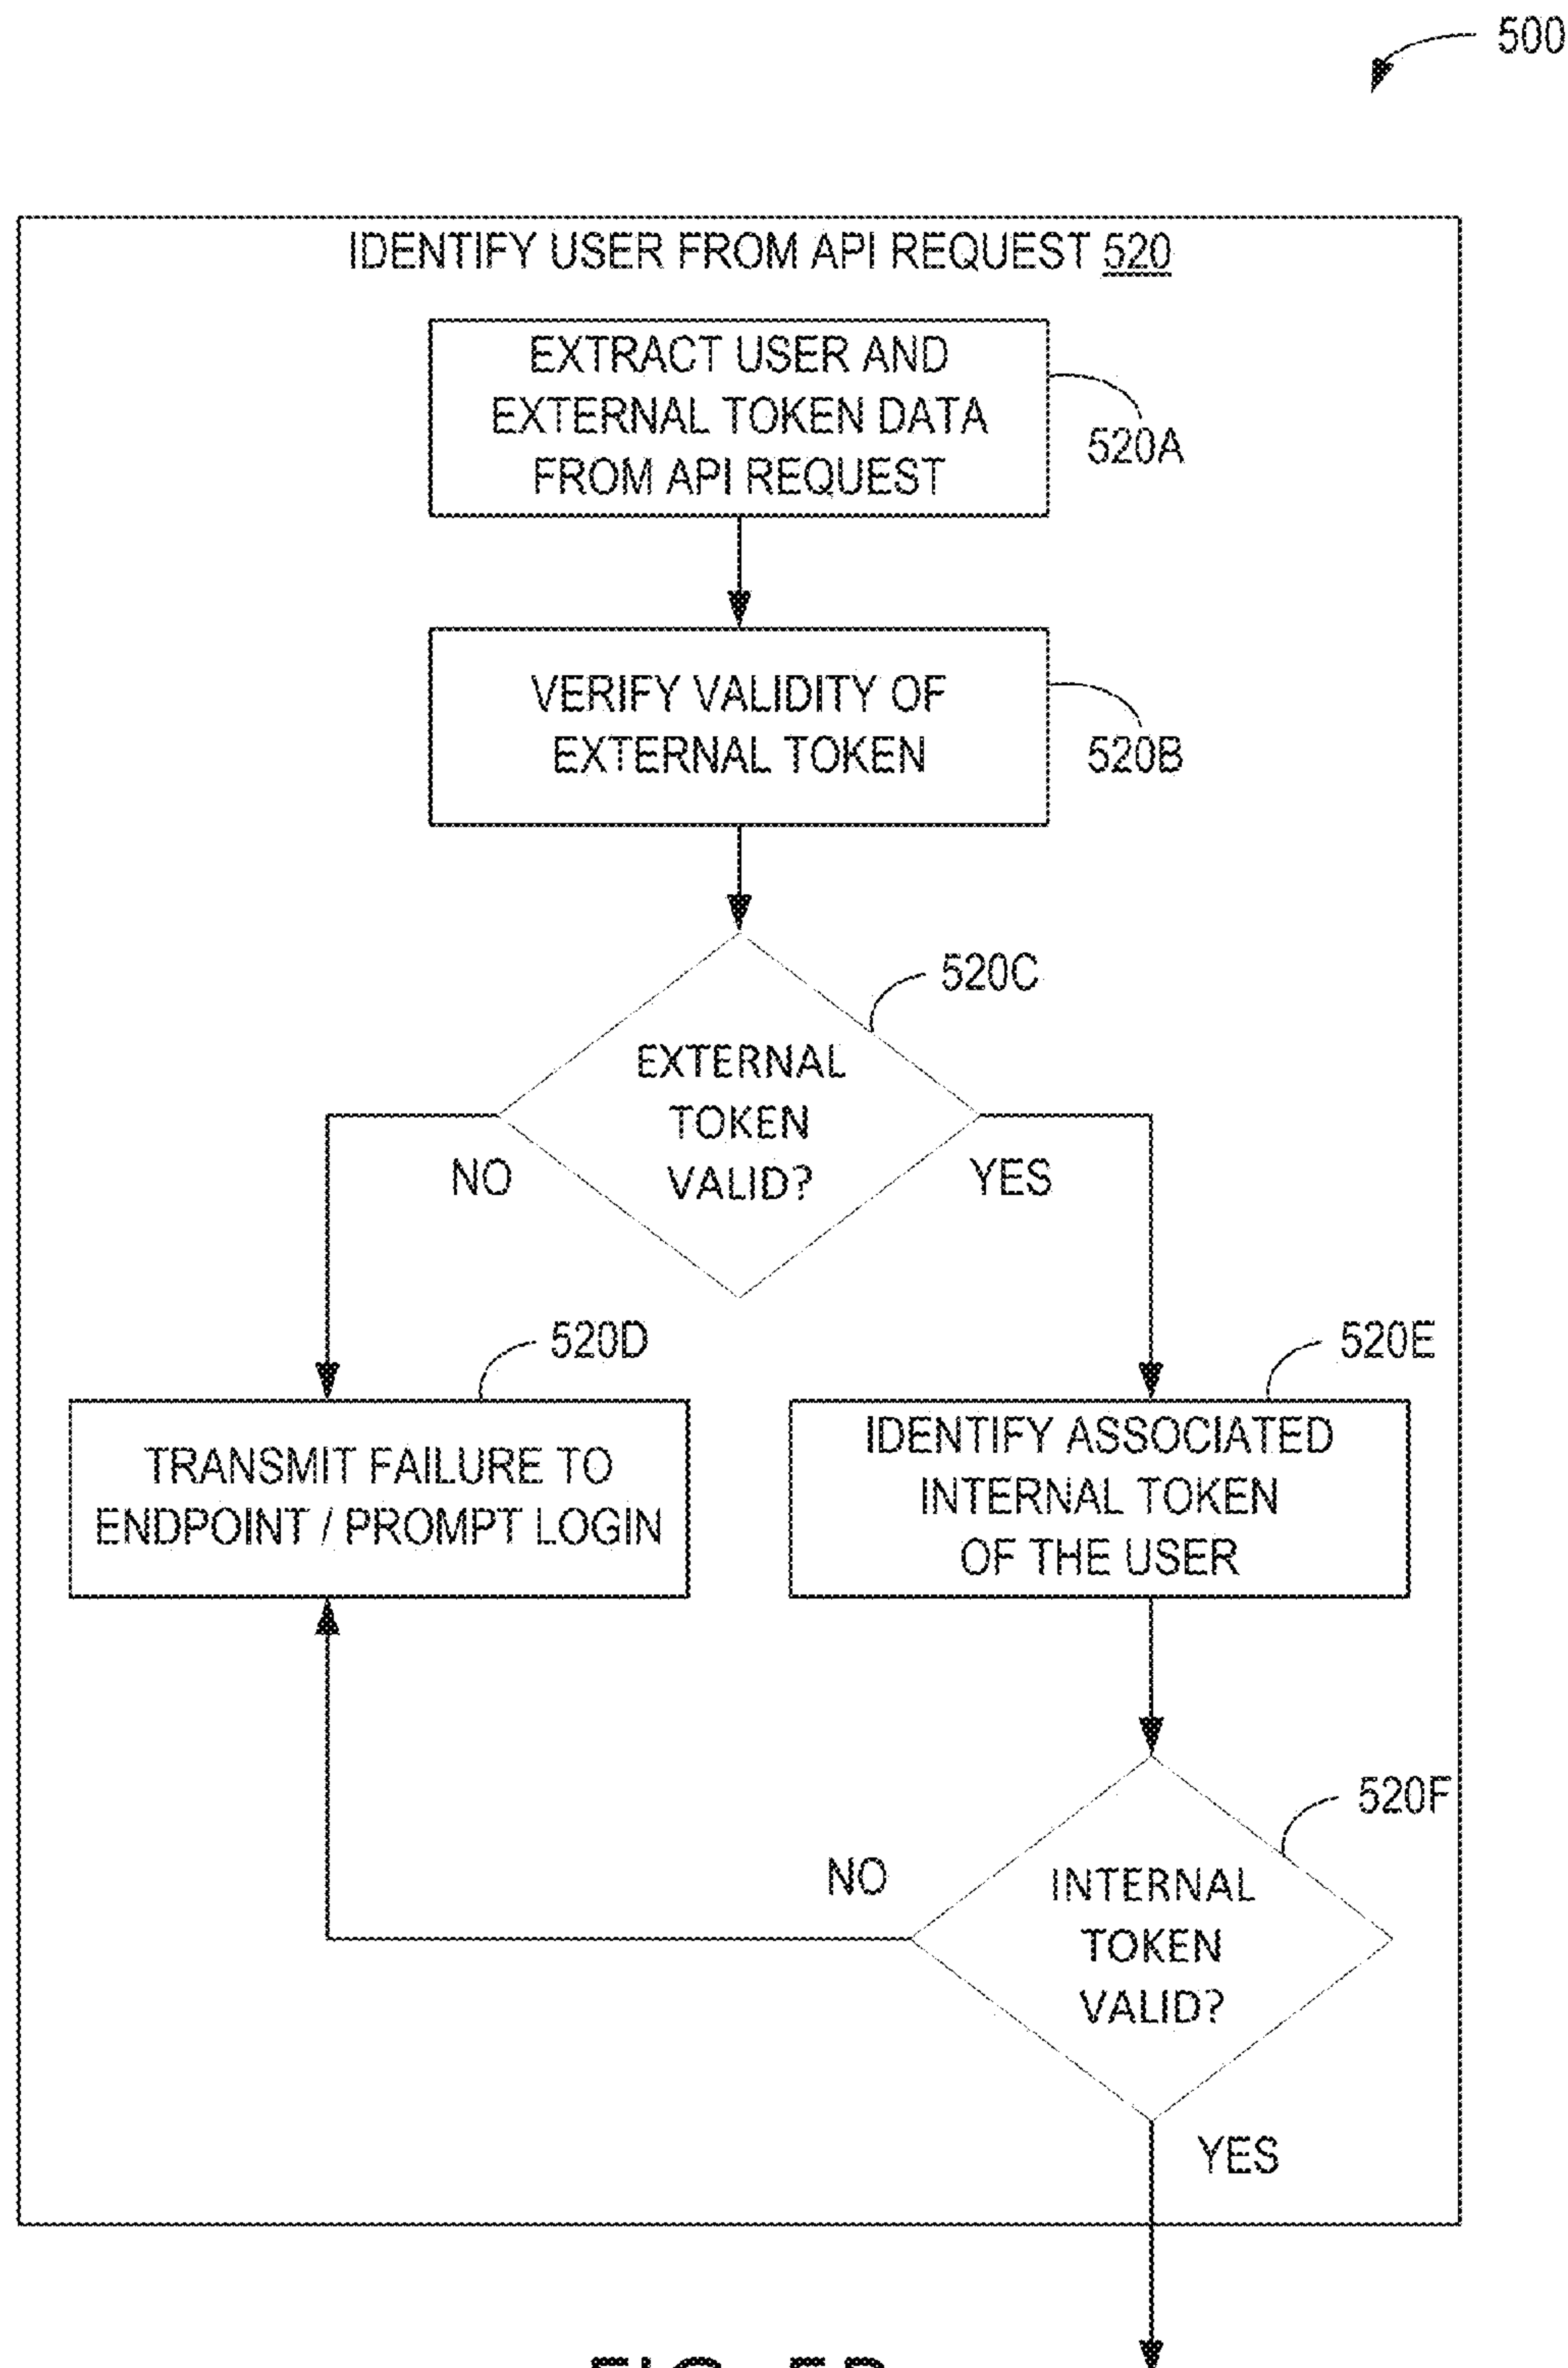 500
IDENTIFY USER FROM API REQUEST 520
EXTRACT USER AND
EXTERNAL TOKEN DATA
FROM API REQUEST
520A
VERIFY VALIDITY OF
EXTERNAL TOKEN
520B
520C
EXTERNAL
TOKEN
VALID?
NO
YES
520D
520E
TRANSMIT FAILURE TO
ENDPOINT / PROMPT LOGIN
IDENTIFY ASSOCIATED
INTERNAL TOKEN
OF THE USER
520F
NO
INTERNAL
TOKEN
VALID?
YES